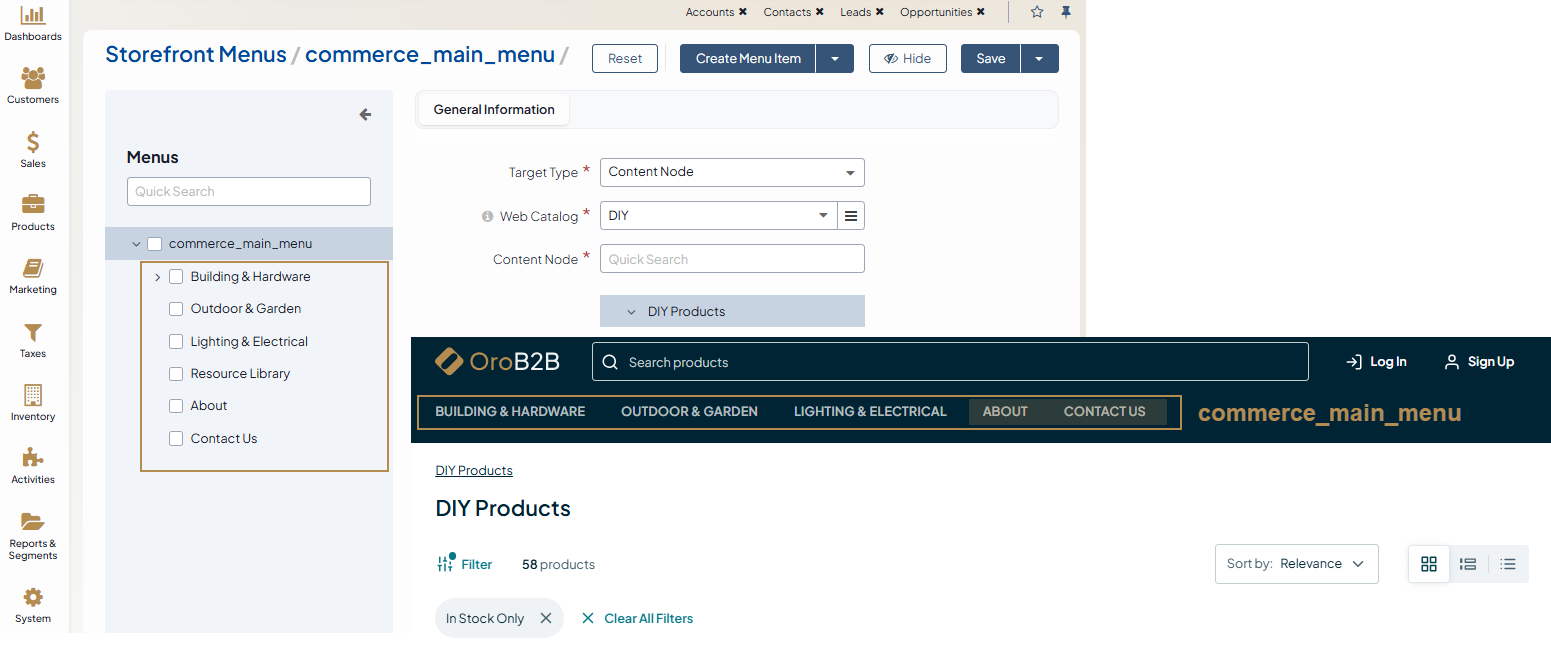 Accounts ✖ Contacts ✖ Leads ✖ Opportunities ✖
Dashboards
Customers
Sales
Products
Marketing
Taxes
Inventory
Activities
Reports &
Segments
System
Storefront Menus / commerce_main_menu /
Reset
Create Menu Item
Hide
Save
Menus
Quick Search
commerce_main_menu
Building & Hardware
Outdoor & Garden
Lighting & Electrical
Resource Library
About
Contact Us
General Information
Target Type * Content Node
Web Catalog * DIY
Content Node * Quick Search
DIY Products
OroB2B
Search products
Log In
Sign Up
BUILDING & HARDWARE OUTDOOR & GARDEN LIGHTING & ELECTRICAL ABOUT CONTACT US
commerce_main_menu
DIY Products
DIY Products
Filter
58 products
Sort by: Relevance
In Stock Only
Clear All Filters